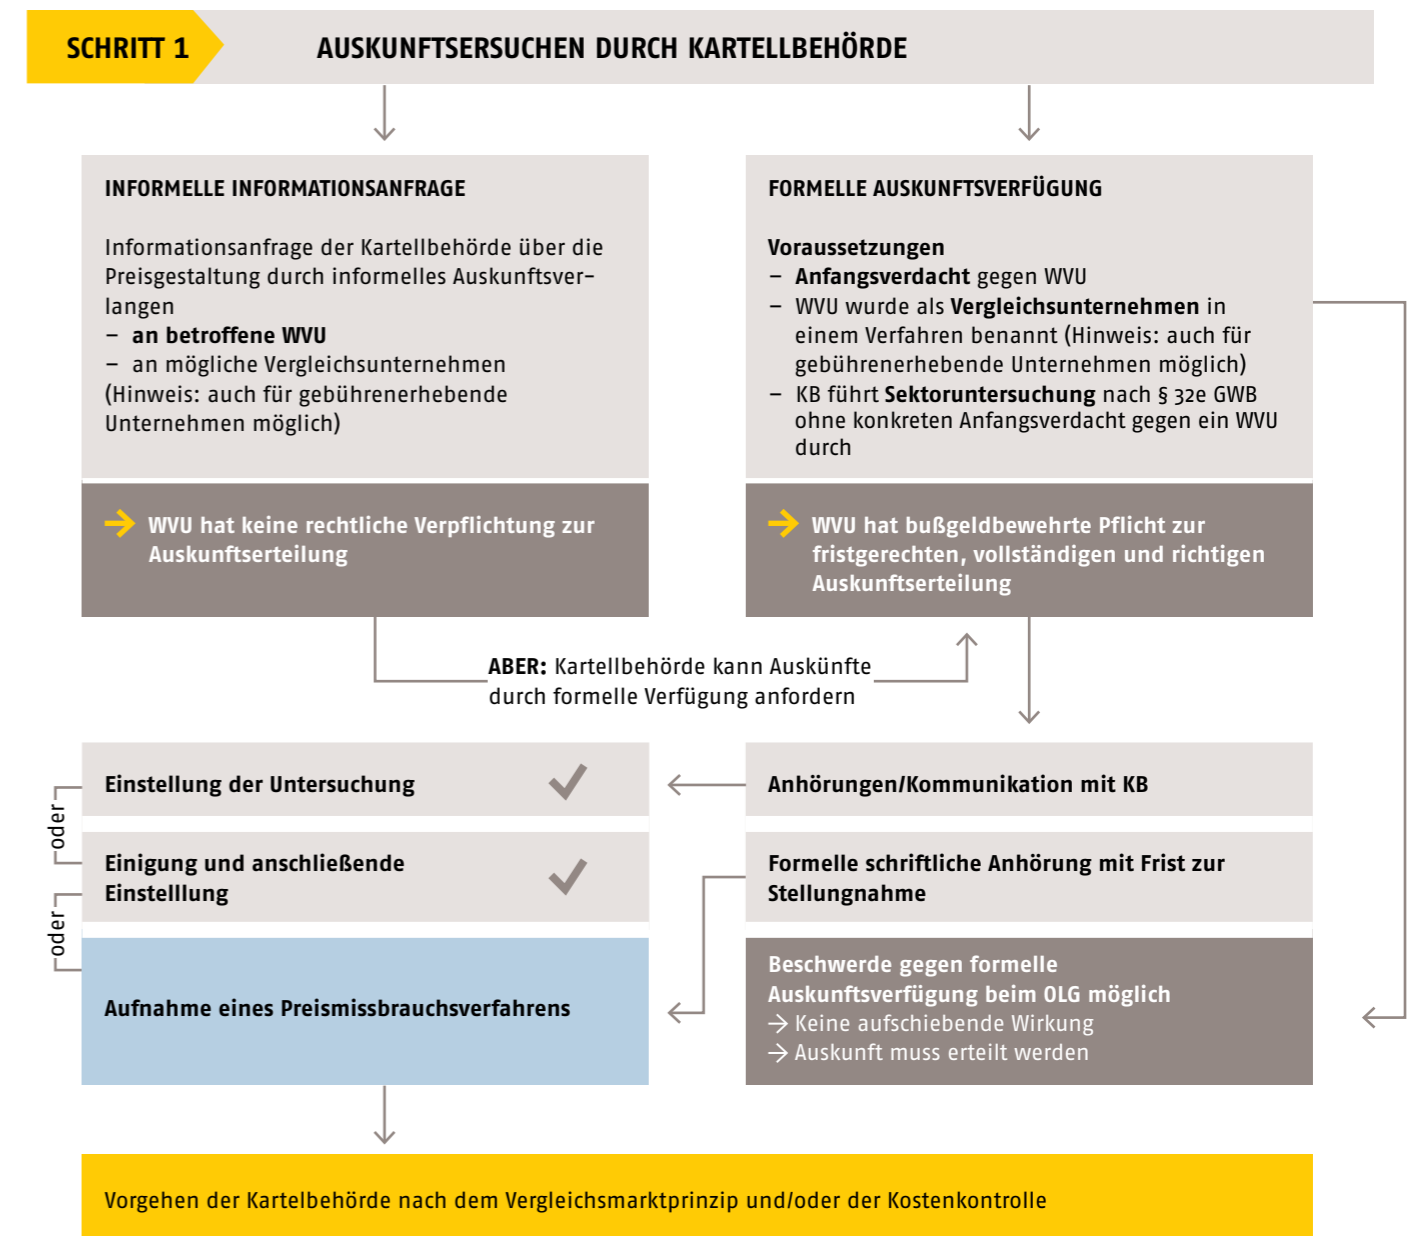 SCHRITT 1
AUSKUNFTSERSUCHEN DURCH KARTELLBEHÖRDE
INFORMELLE INFORMATIONSANFRAGE
Informationsanfrage der Kartellbehörde über die
Preisgestaltung durch informelles Auskunftsver-
langen
– an betroffene WVU
– an mögliche Vergleichsunternehmen
(Hinweis: auch für gebührenerhebende
Unternehmen möglich)
→ WVU hat keine rechtliche Verpflichtung zur
Auskunftserteilung
FORMELLE AUSKUNFTSVERFÜGUNG
Voraussetzungen
– Anfangsverdacht gegen WVU
– WVU wurde als Vergleichsunternehmen in
einem Verfahren benannt (Hinweis: auch für
gebührenerhebende Unternehmen möglich)
– KB führt Sektoruntersuchung nach § 32e GWB
ohne konkreten Anfangsverdacht gegen ein WVU
durch
→ WVU hat bußgeldbewehrte Pflicht zur
fristgerechten, vollständigen und richtigen
Auskunftserteilung
ABER: Kartellbehörde kann Auskünfte
durch formelle Verfügung anfordern
Einstellung der Untersuchung
oder
Einigung und anschließende
Einstelllung
oder
Aufnahme eines Preismissbrauchsverfahrens
Anhörungen/Kommunikation mit KB
Formelle schriftliche Anhörung mit Frist zur
Stellungnahme
Beschwerde gegen formelle
Auskunftsverfügung beim OLG möglich
→ Keine aufschiebende Wirkung
→ Auskunft muss erteilt werden
Vorgehen der Kartelbehörde nach dem Vergleichsmarktprinzip und/oder der Kostenkontrolle